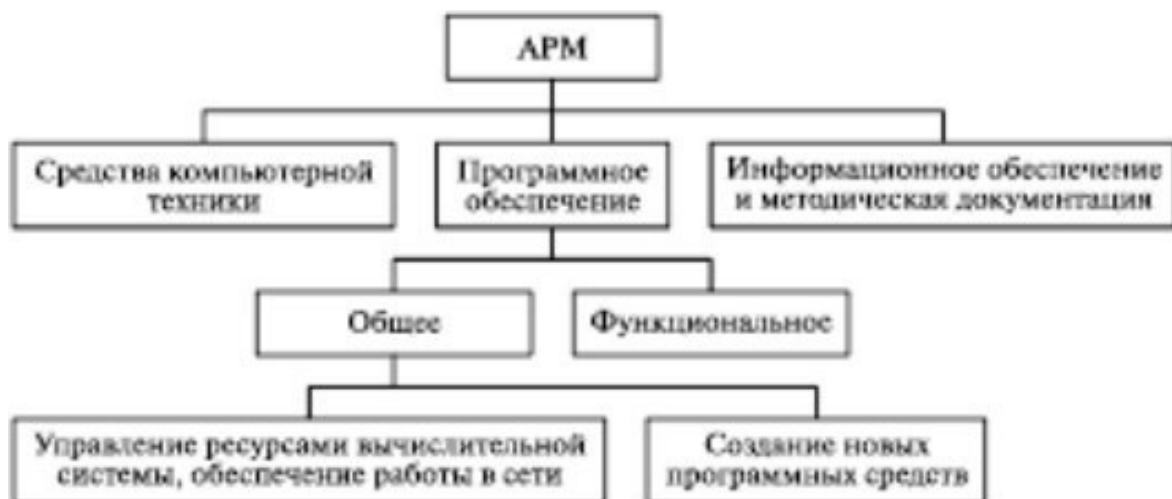 АРМ
Средства компьютерной
техники
Программное
обеспечение
Информационное обеспечение
и методическая документация
Общее
Функциональное
Управление ресурсами вычислительной
системы, обеспечение работы в сети
Создание новых
программных средств